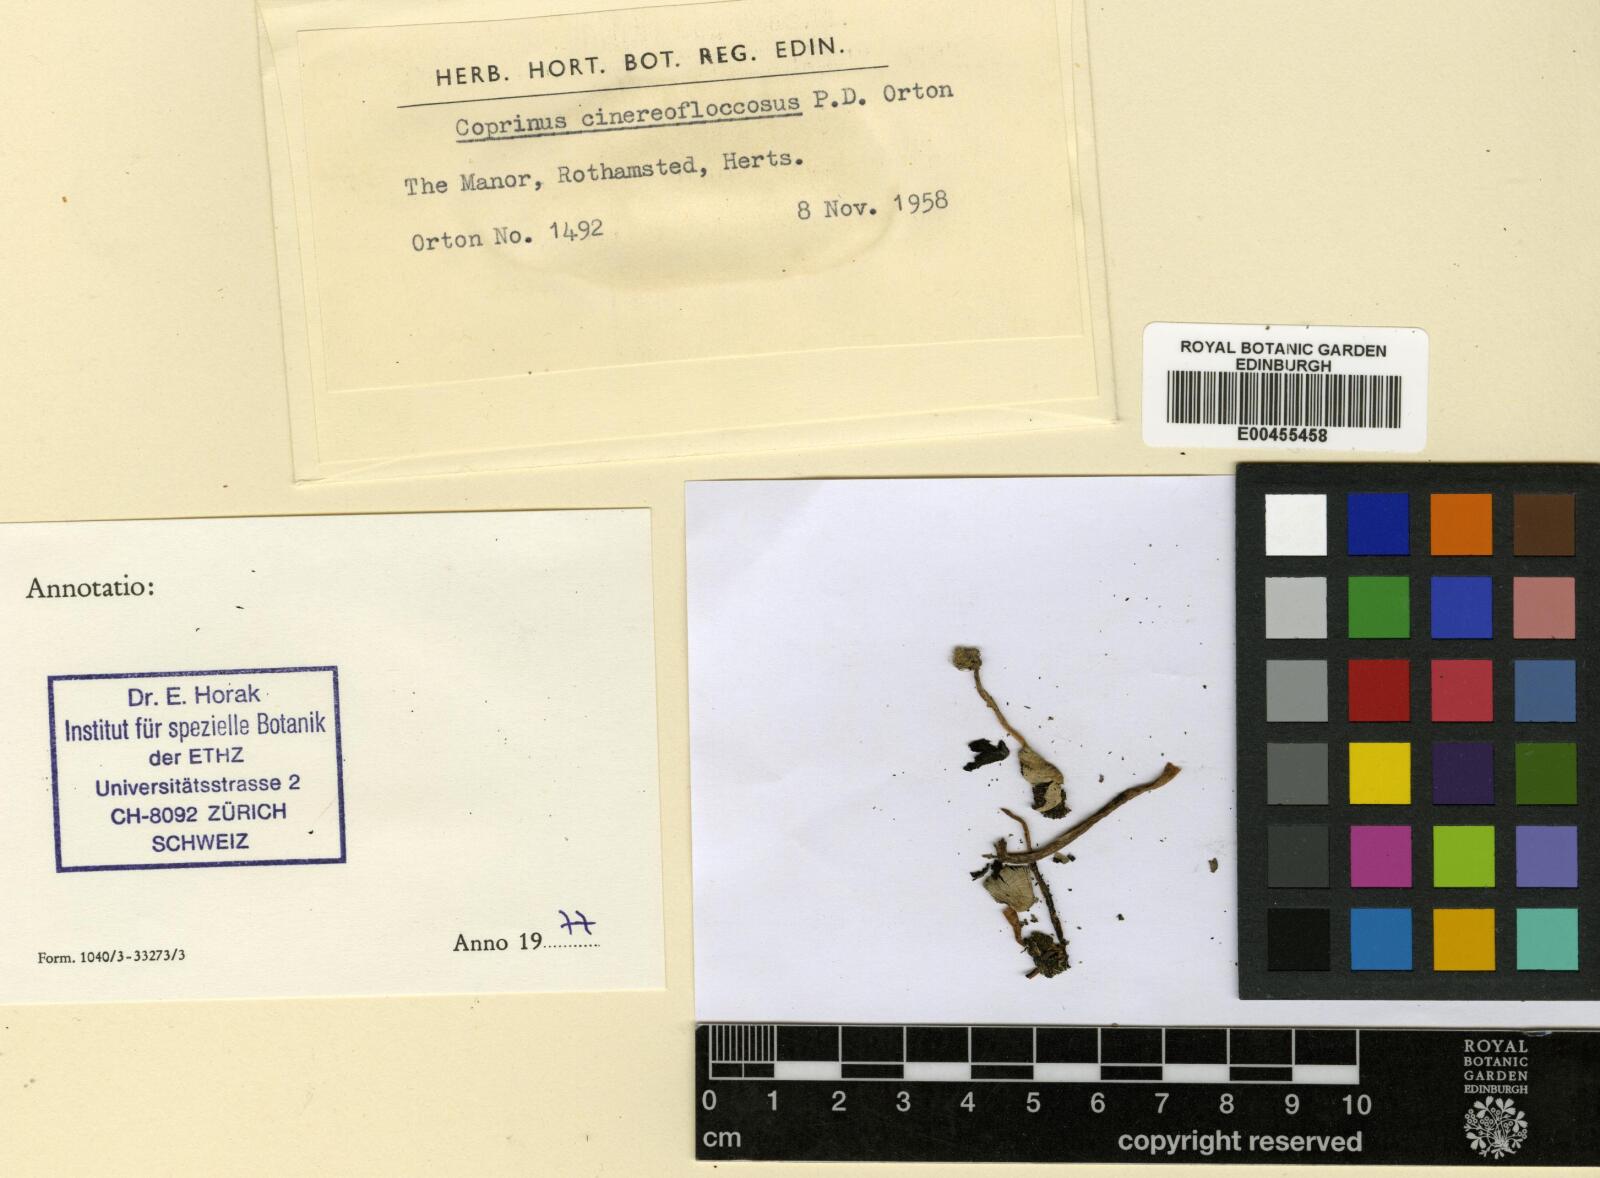 HERB. HORT. BOT. REG. EDIN.
Coprinus cinereofloccosus P.D. Orton
The Manor, Rothamsted, Herts.
Orton No. 1492 8 Nov. 1958
ROYAL BOTANIC GARDEN
EDINBURGH
E00455458
Annotatio:
Dr. E. Horak
Institut für spezielle Botanik
der ETHZ
Universitätsstrasse 2
CH-8092 ZÜRICH
SCHWEIZ
Form. 1040/3-33273/3
Anno 1977
0 1 2 3 4 5 6 7 8 9 10
cm
copyright reserved
ROYAL
BOTANIC
GARDEN
EDINBURGH